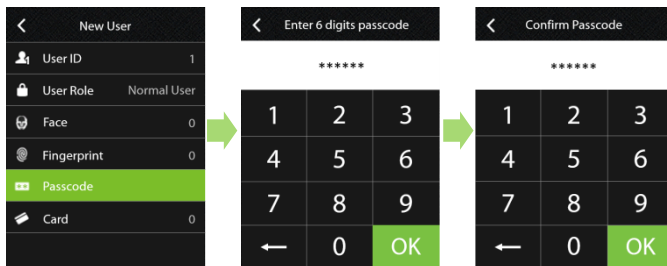 New User
User ID 1
User Role Normal User
Face 0
Fingerprint 0
Passcode
Card 0
Enter 6 digits passcode
******
1 2 3
4 5 6
7 8 9
← 0 OK
Confirm Passcode
******
1 2 3
4 5 6
7 8 9
← 0 OK